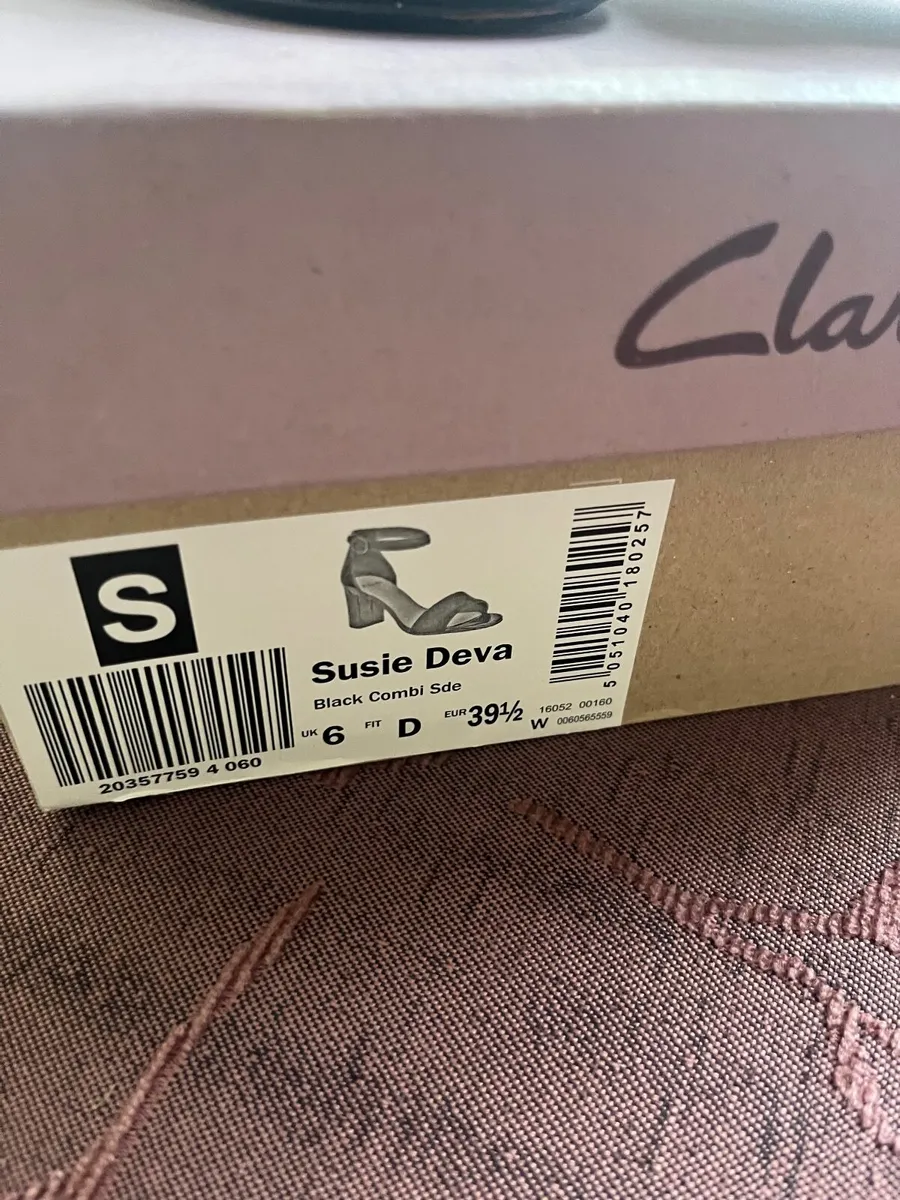 Clar
S
Susie Deva
Black Combi Sde
UK 6 FIT D EUR 39½
20357759 4 060
5 051040 180257
16052 00160
W 0060565559